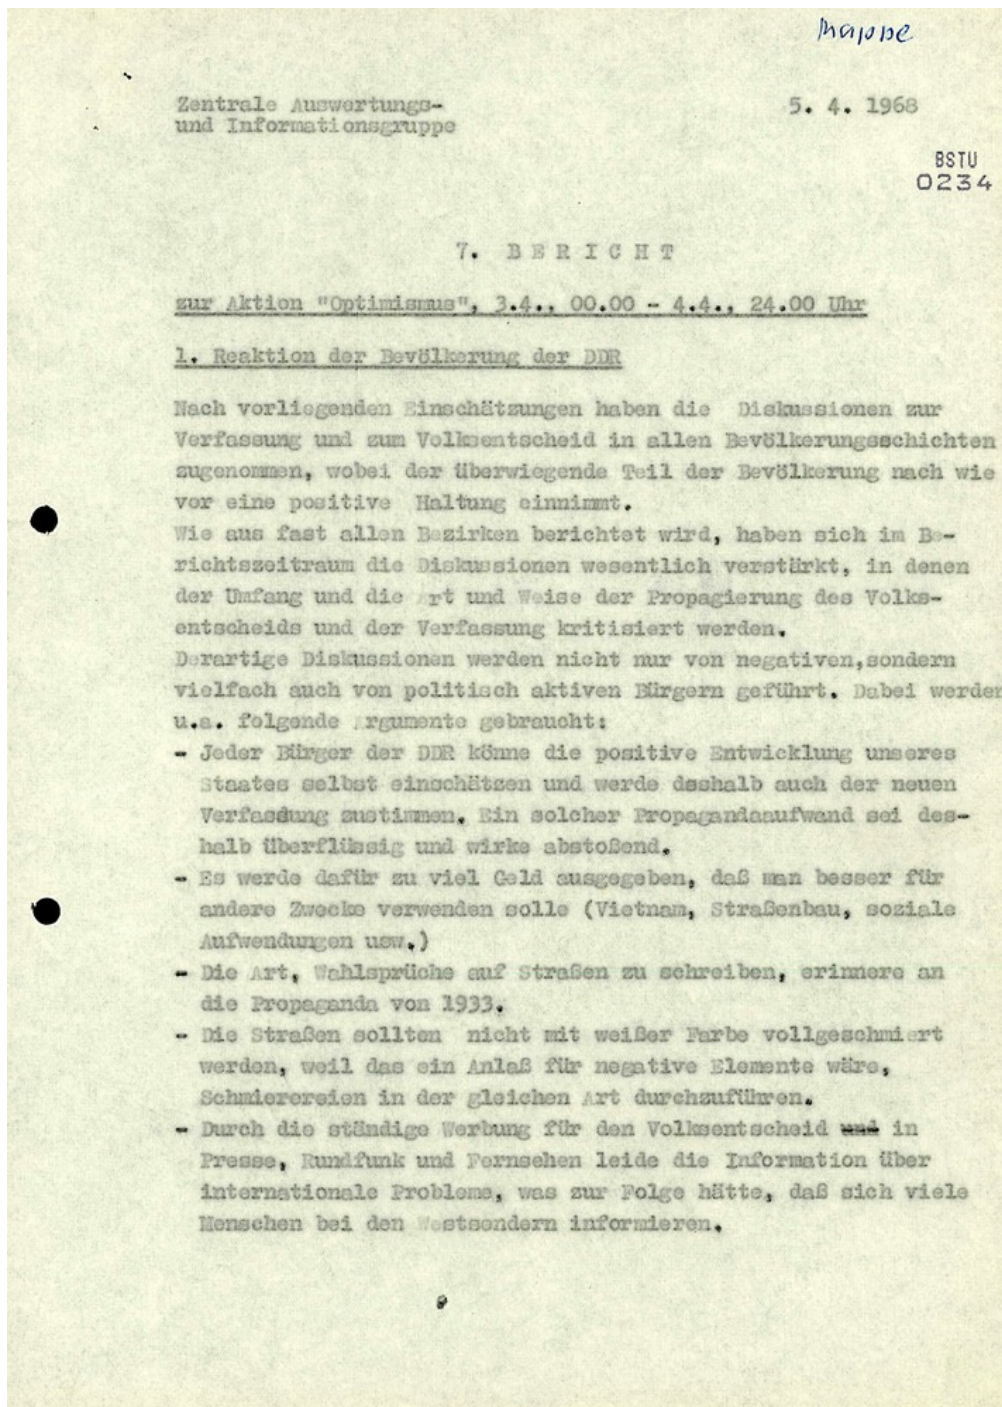 Mappe
Zentrale Auswertungs-
und Informationsgruppe
5. 4. 1968
BSTU
0234
7. BERICHT
zur Aktion "Optimismus", 3.4., 00.00 - 4.4., 24.00 Uhr
1. Reaktion der Bevölkerung der DDR
Nach vorliegenden Einschätzungen haben die Diskussionen zur
Verfassung und zum Volksentscheid in allen Bevölkerungsschichten
zugenommen, wobei der überwiegende Teil der Bevölkerung nach wie
vor eine positive Haltung einnimmt.
Wie aus fast allen Bezirken berichtet wird, haben sich im Be-
richtszeitraum die Diskussionen wesentlich verstärkt, in denen
der Umfang und die Art und Weise der Propagierung des Volks-
entscheids und der Verfassung kritisiert werden.
Derartige Diskussionen werden nicht nur von negativen,sondern
vielfach auch von politisch aktiven Bürgern geführt. Dabei werden
u.a. folgende Argumente gebraucht:
- Jeder Bürger der DDR könne die positive Entwicklung unseres
Staates selbst einschätzen und werde deshalb auch der neuen
Verfassung zustimmen. Ein solcher Propagandaaufwand sei des-
halb überflüssig und wirke abstoßend.
- Es werde dafür zu viel Geld ausgegeben, daß man besser für
andere Zwecke verwenden solle (Vietnam, Straßenbau, soziale
Aufwendungen usw.)
- Die Art, Wahlsprüche auf Straßen zu schreiben, erinnere an
die Propaganda von 1933.
- Die Straßen sollten nicht mit weißer Farbe vollgeschmiert
werden, weil das ein Anlaß für negative Elemente wäre,
Schmierereien in der gleichen Art durchzuführen.
- Durch die ständige Werbung für den Volksentscheid und in
Presse, Rundfunk und Fernsehen leide die Information über
internationale Probleme, was zur Folge hätte, daß sich viele
Menschen bei den Westsendern informieren.